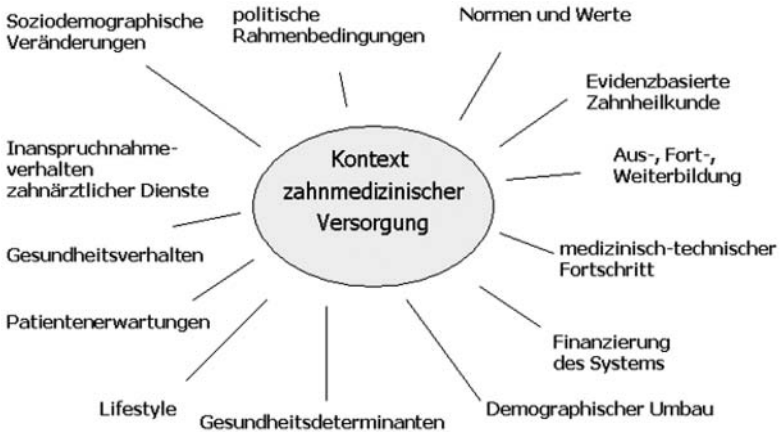 Soziodemographische
Veränderungen
politische
Rahmenbedingungen
Normen und Werte
Evidenzbasierte
Zahnheilkunde
Inanspruchnahme-
verhalten
zahnärztlicher Dienste
Kontext
zahnmedizinischer
Versorgung
Aus-, Fort-,
Weiterbildung
Gesundheitsverhalten
medizinisch-technischer
Fortschritt
Patientenerwartungen
Finanzierung
des Systems
Lifestyle
Gesundheitsdeterminanten
Demographischer Umbau